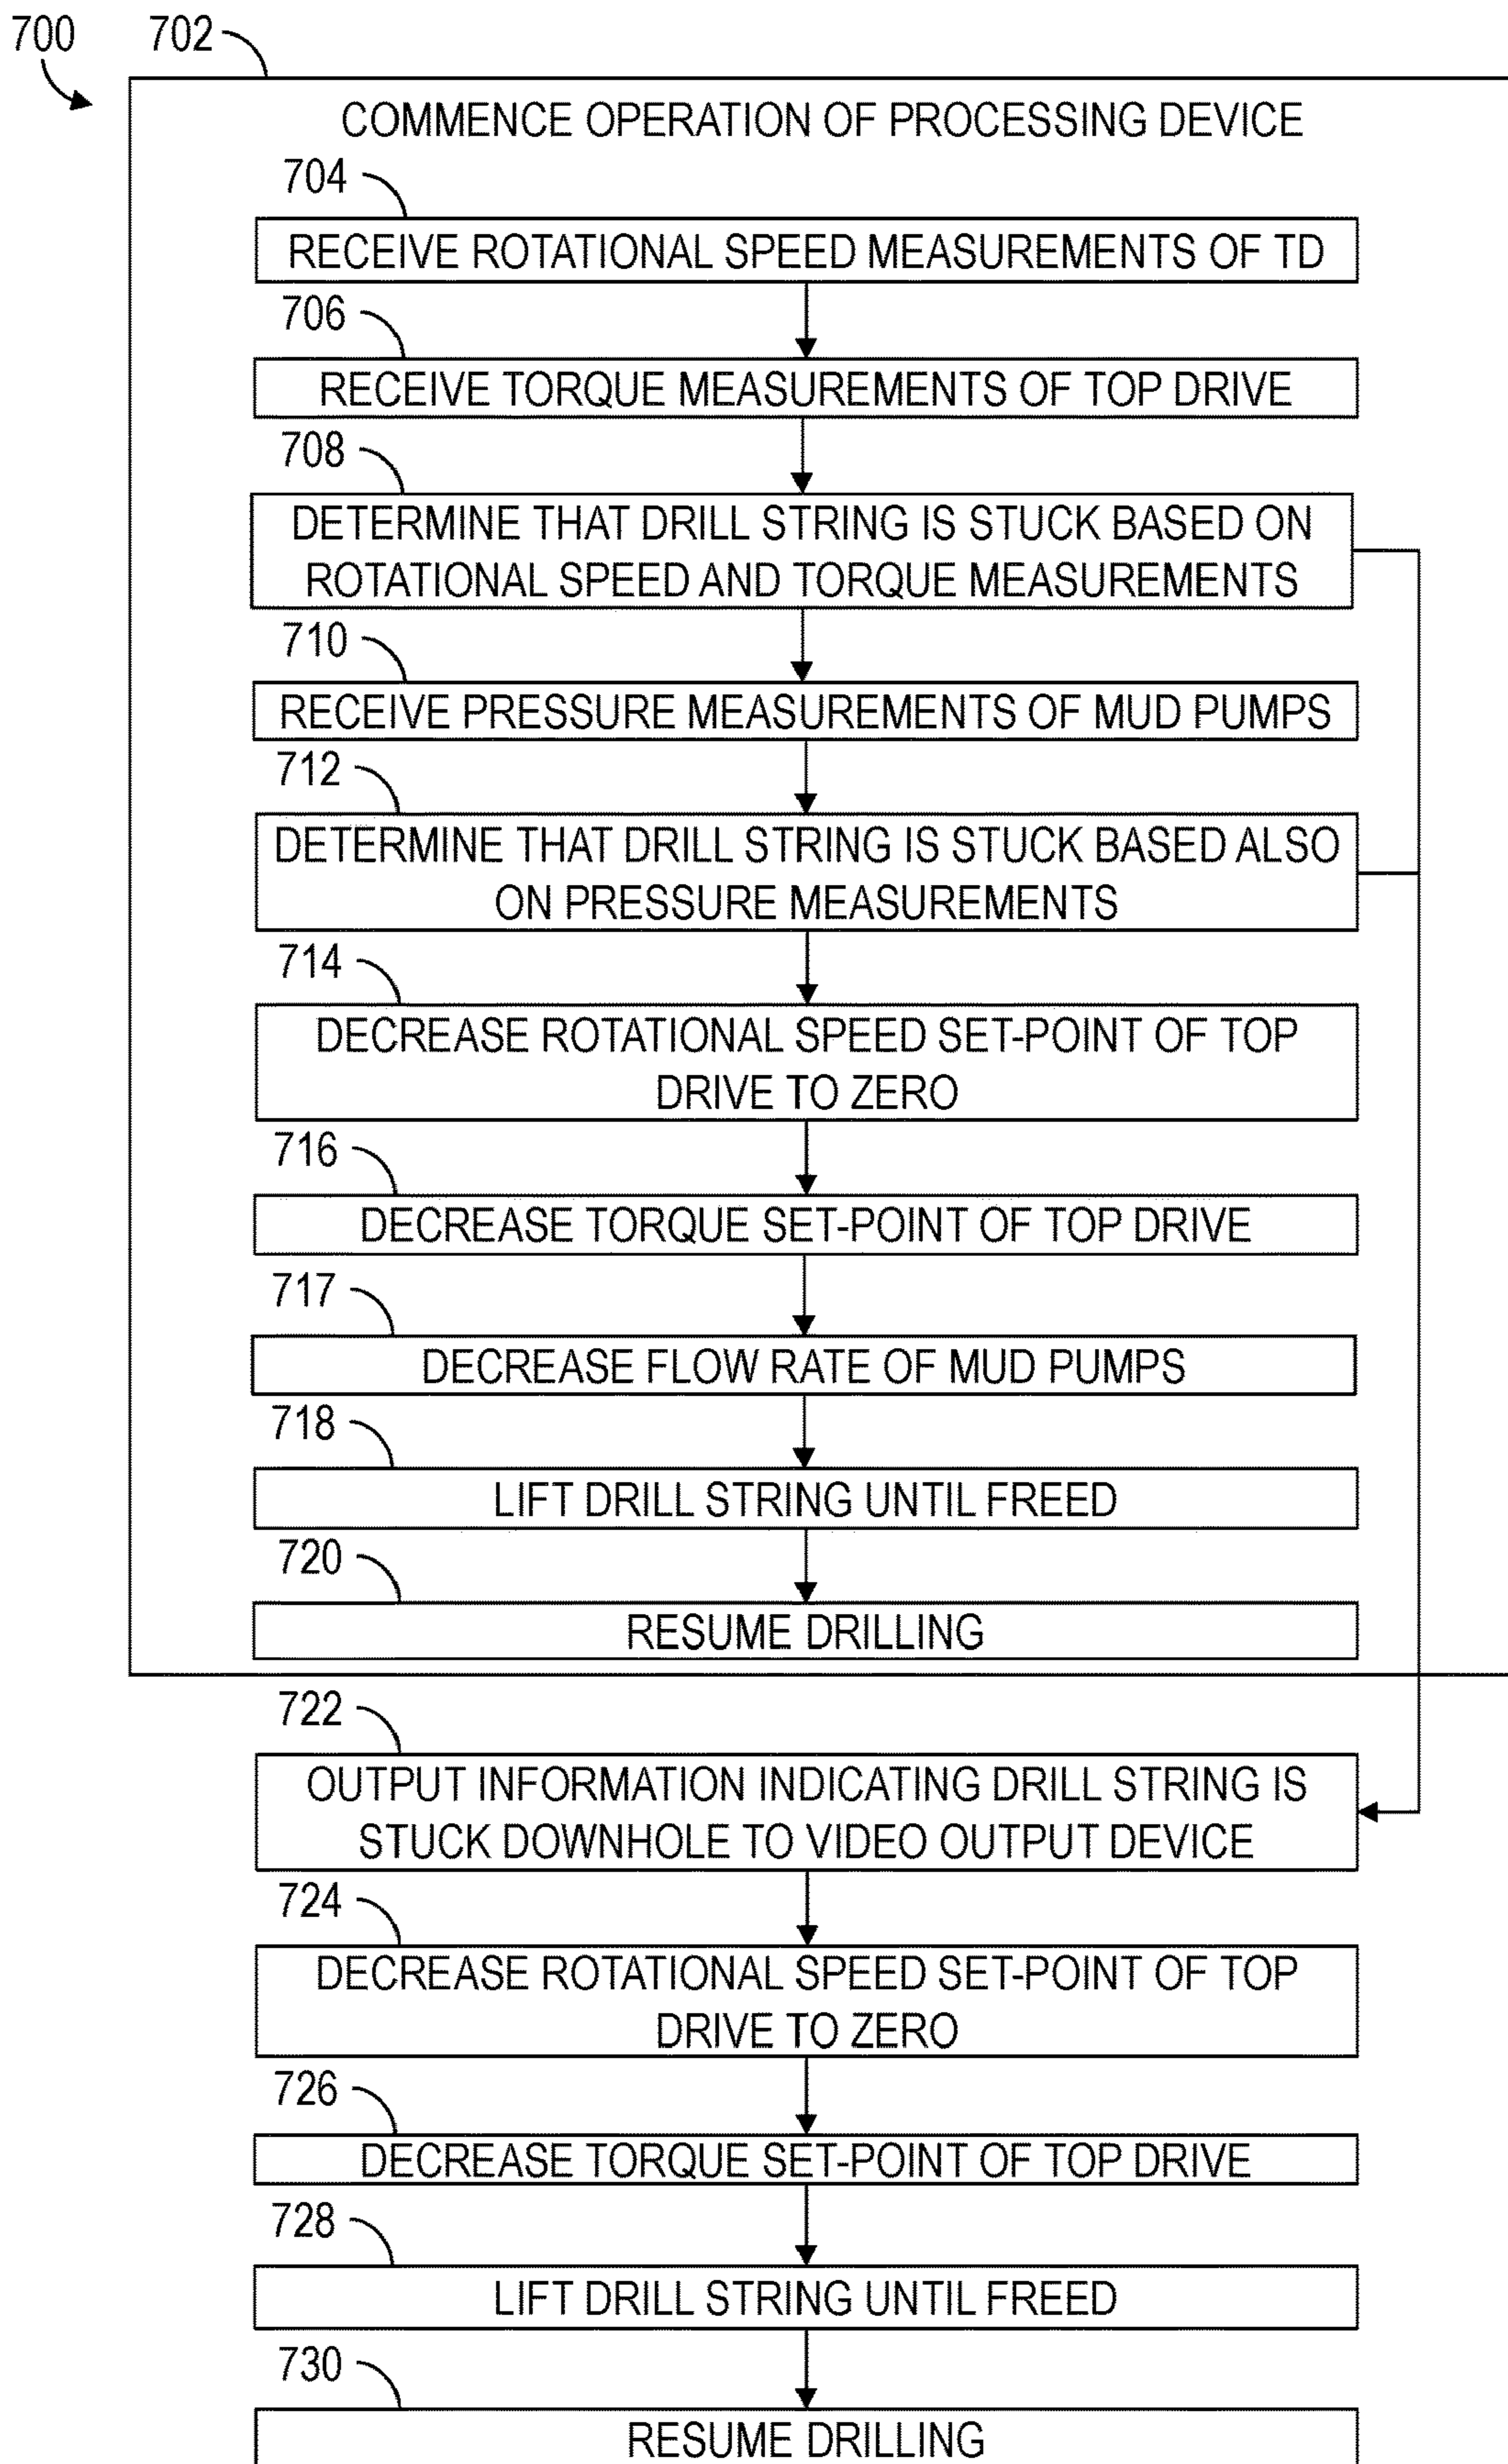 700
702
COMMENCE OPERATION OF PROCESSING DEVICE
704
RECEIVE ROTATIONAL SPEED MEASUREMENTS OF TD
706
RECEIVE TORQUE MEASUREMENTS OF TOP DRIVE
708
DETERMINE THAT DRILL STRING IS STUCK BASED ON
ROTATIONAL SPEED AND TORQUE MEASUREMENTS
710
RECEIVE PRESSURE MEASUREMENTS OF MUD PUMPS
712
DETERMINE THAT DRILL STRING IS STUCK BASED ALSO
ON PRESSURE MEASUREMENTS
714
DECREASE ROTATIONAL SPEED SET-POINT OF TOP
DRIVE TO ZERO
716
DECREASE TORQUE SET-POINT OF TOP DRIVE
717
DECREASE FLOW RATE OF MUD PUMPS
718
LIFT DRILL STRING UNTIL FREED
720
RESUME DRILLING
722
OUTPUT INFORMATION INDICATING DRILL STRING IS
STUCK DOWNHOLE TO VIDEO OUTPUT DEVICE
724
DECREASE ROTATIONAL SPEED SET-POINT OF TOP
DRIVE TO ZERO
726
DECREASE TORQUE SET-POINT OF TOP DRIVE
728
LIFT DRILL STRING UNTIL FREED
730
RESUME DRILLING